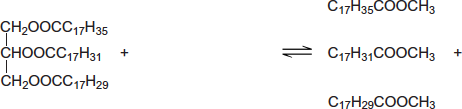 C₁₇H₃₅COOCH₃
CH₂OOCC₁₇H₃₅
CHOOCC₁₇H₃₁ + ⇌ C₁₇H₃₁COOCH₃ +
CH₂OOCC₁₇H₂₉
C₁₇H₂₉COOCH₃